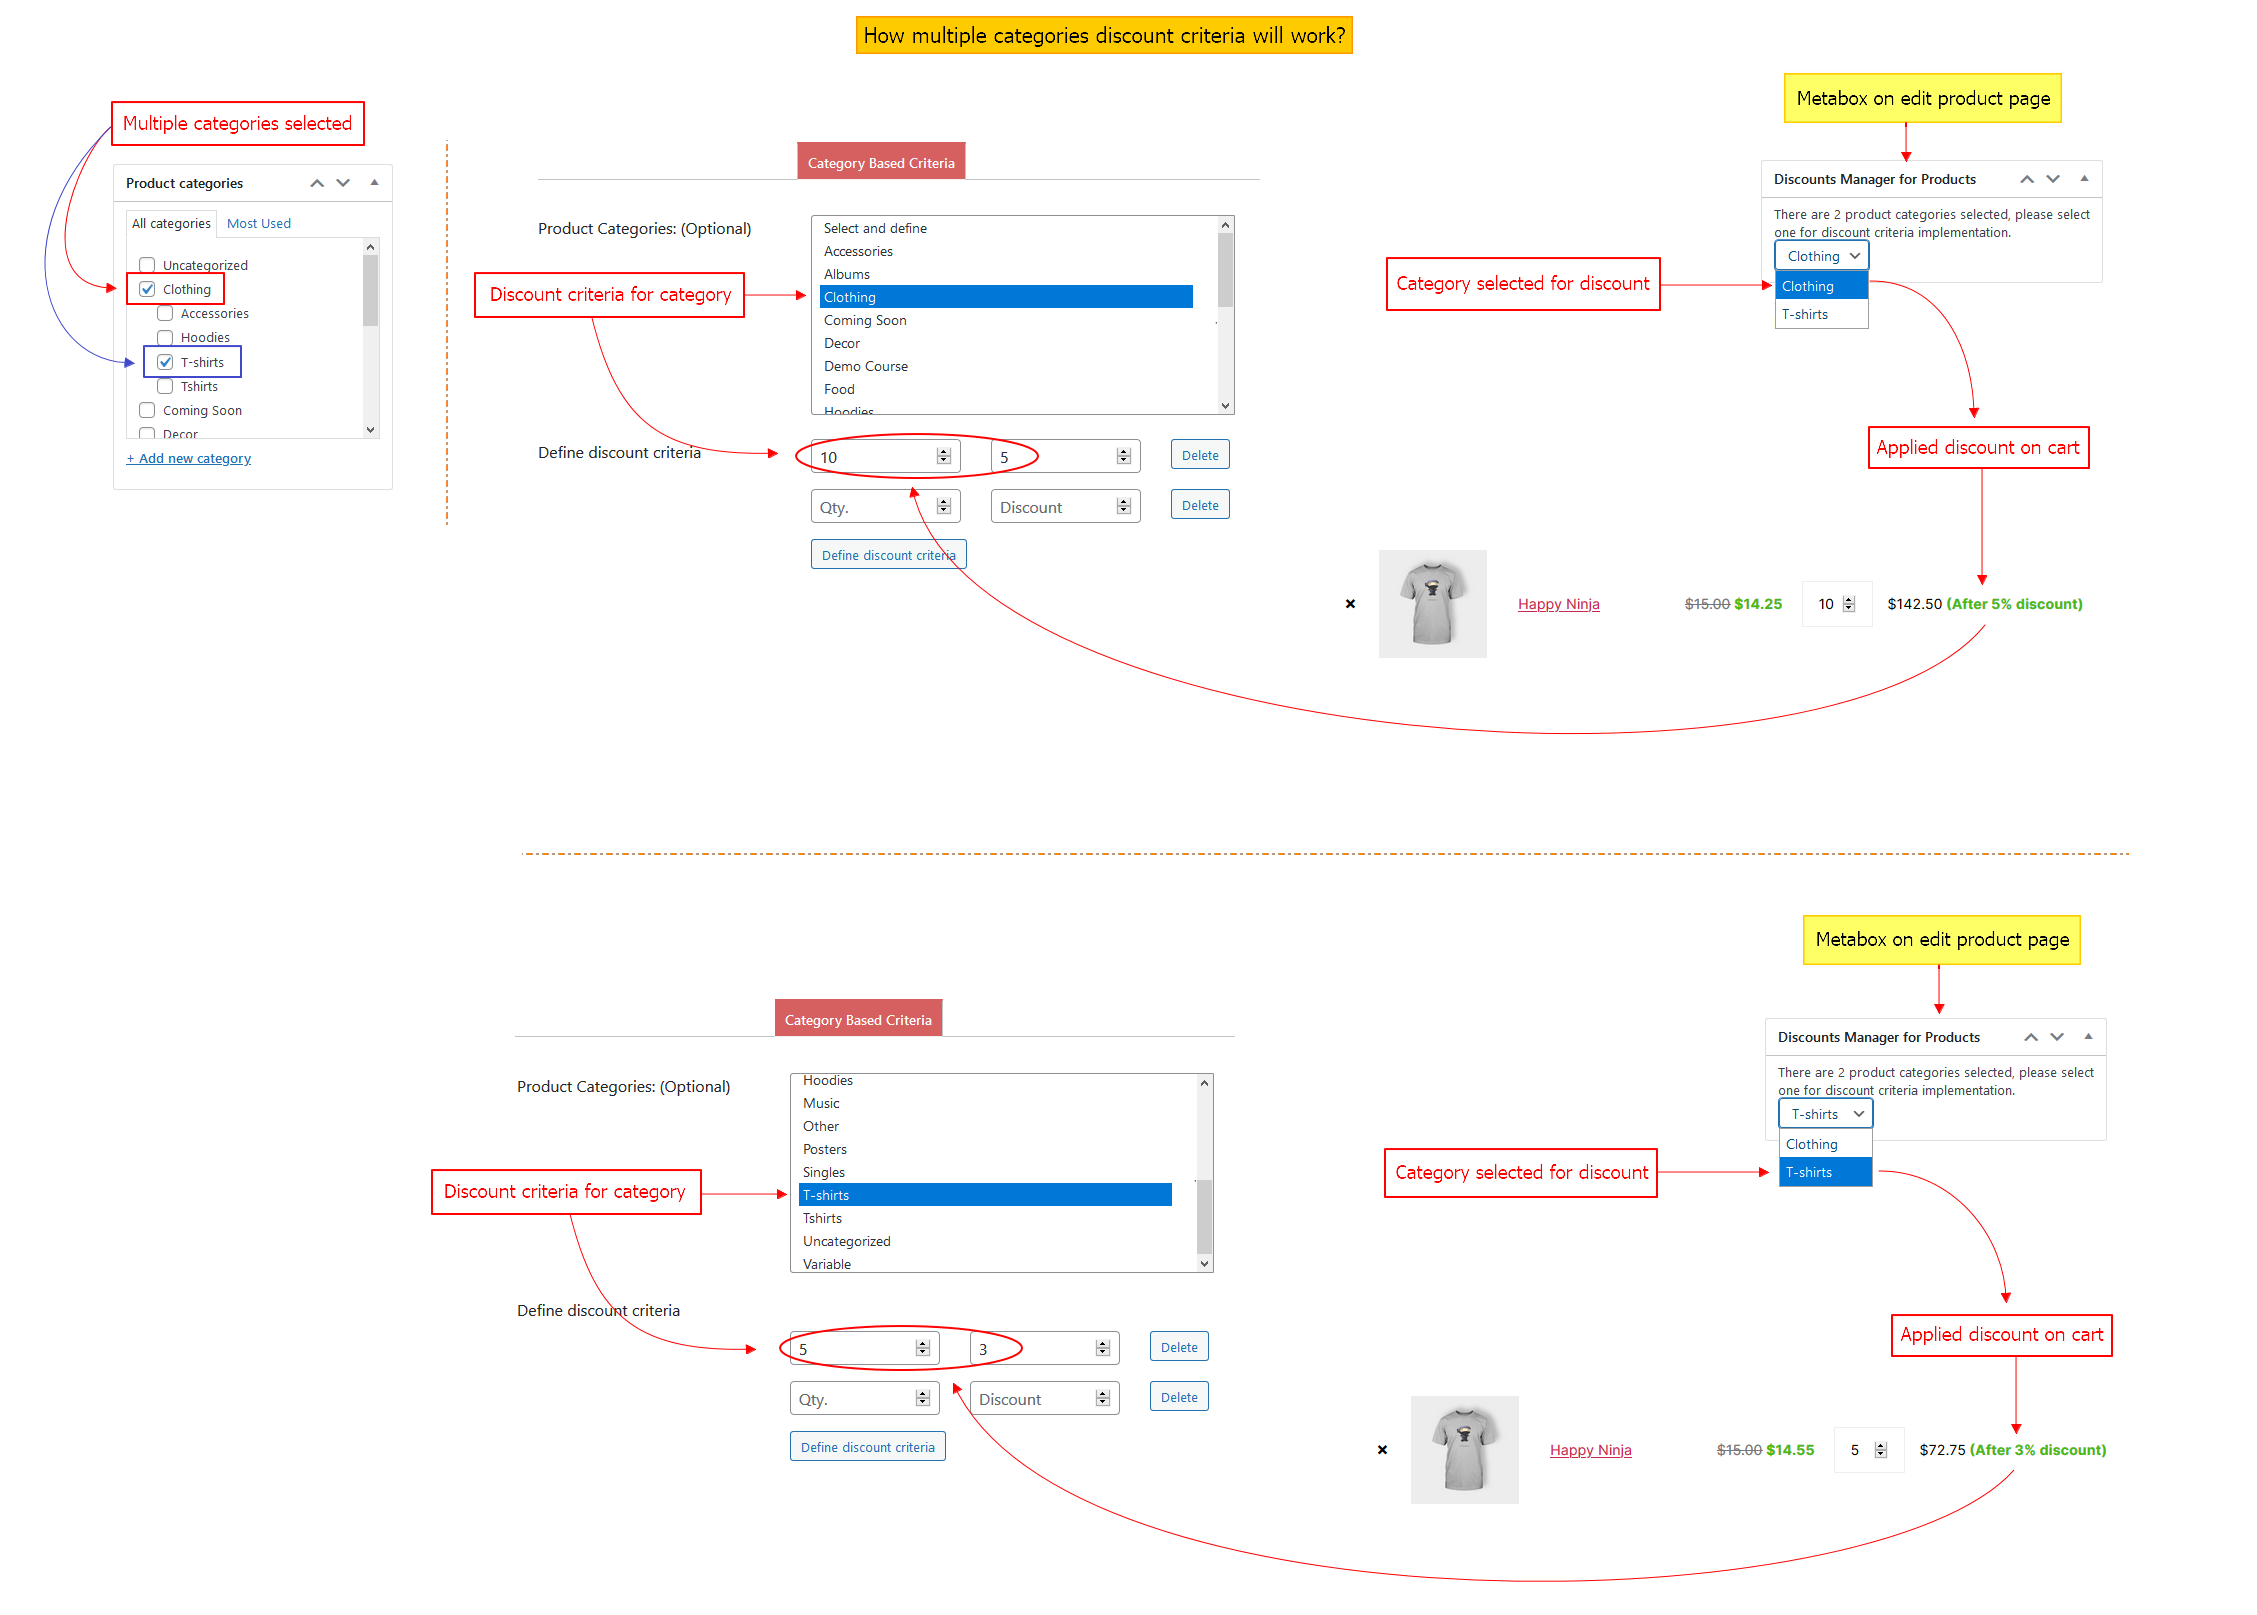 How multiple categories discount criteria will work?
Multiple categories selected
Product categories
All categories
Most Used
Uncategorized
Clothing
Accessories
Hoodies
T-shirts
Tshirts
Coming Soon
Decor
+ Add new category
Category Based Criteria
Product Categories: (Optional)
Select and define
Accessories
Albums
Clothing
Coming Soon
Decor
Demo Course
Food
Hoodies
Discount criteria for category
Define discount criteria
10
5
Delete
Qty.
Discount
Delete
Define discount criteria
Metabox on edit product page
Discounts Manager for Products
There are 2 product categories selected, please select
one for discount criteria implementation.
Clothing
Clothing
T-shirts
Category selected for discount
Applied discount on cart
× Happy Ninja $15.00 $14.25 10 $142.50 (After 5% discount)
Category Based Criteria
Product Categories: (Optional)
Hoodies
Music
Other
Posters
Singles
T-shirts
Tshirts
Uncategorized
Variable
Discount criteria for category
Define discount criteria
5
3
Delete
Qty.
Discount
Delete
Define discount criteria
Metabox on edit product page
Discounts Manager for Products
There are 2 product categories selected, please select
one for discount criteria implementation.
T-shirts
Clothing
T-shirts
Category selected for discount
Applied discount on cart
× Happy Ninja $15.00 $14.55 5 $72.75 (After 3% discount)